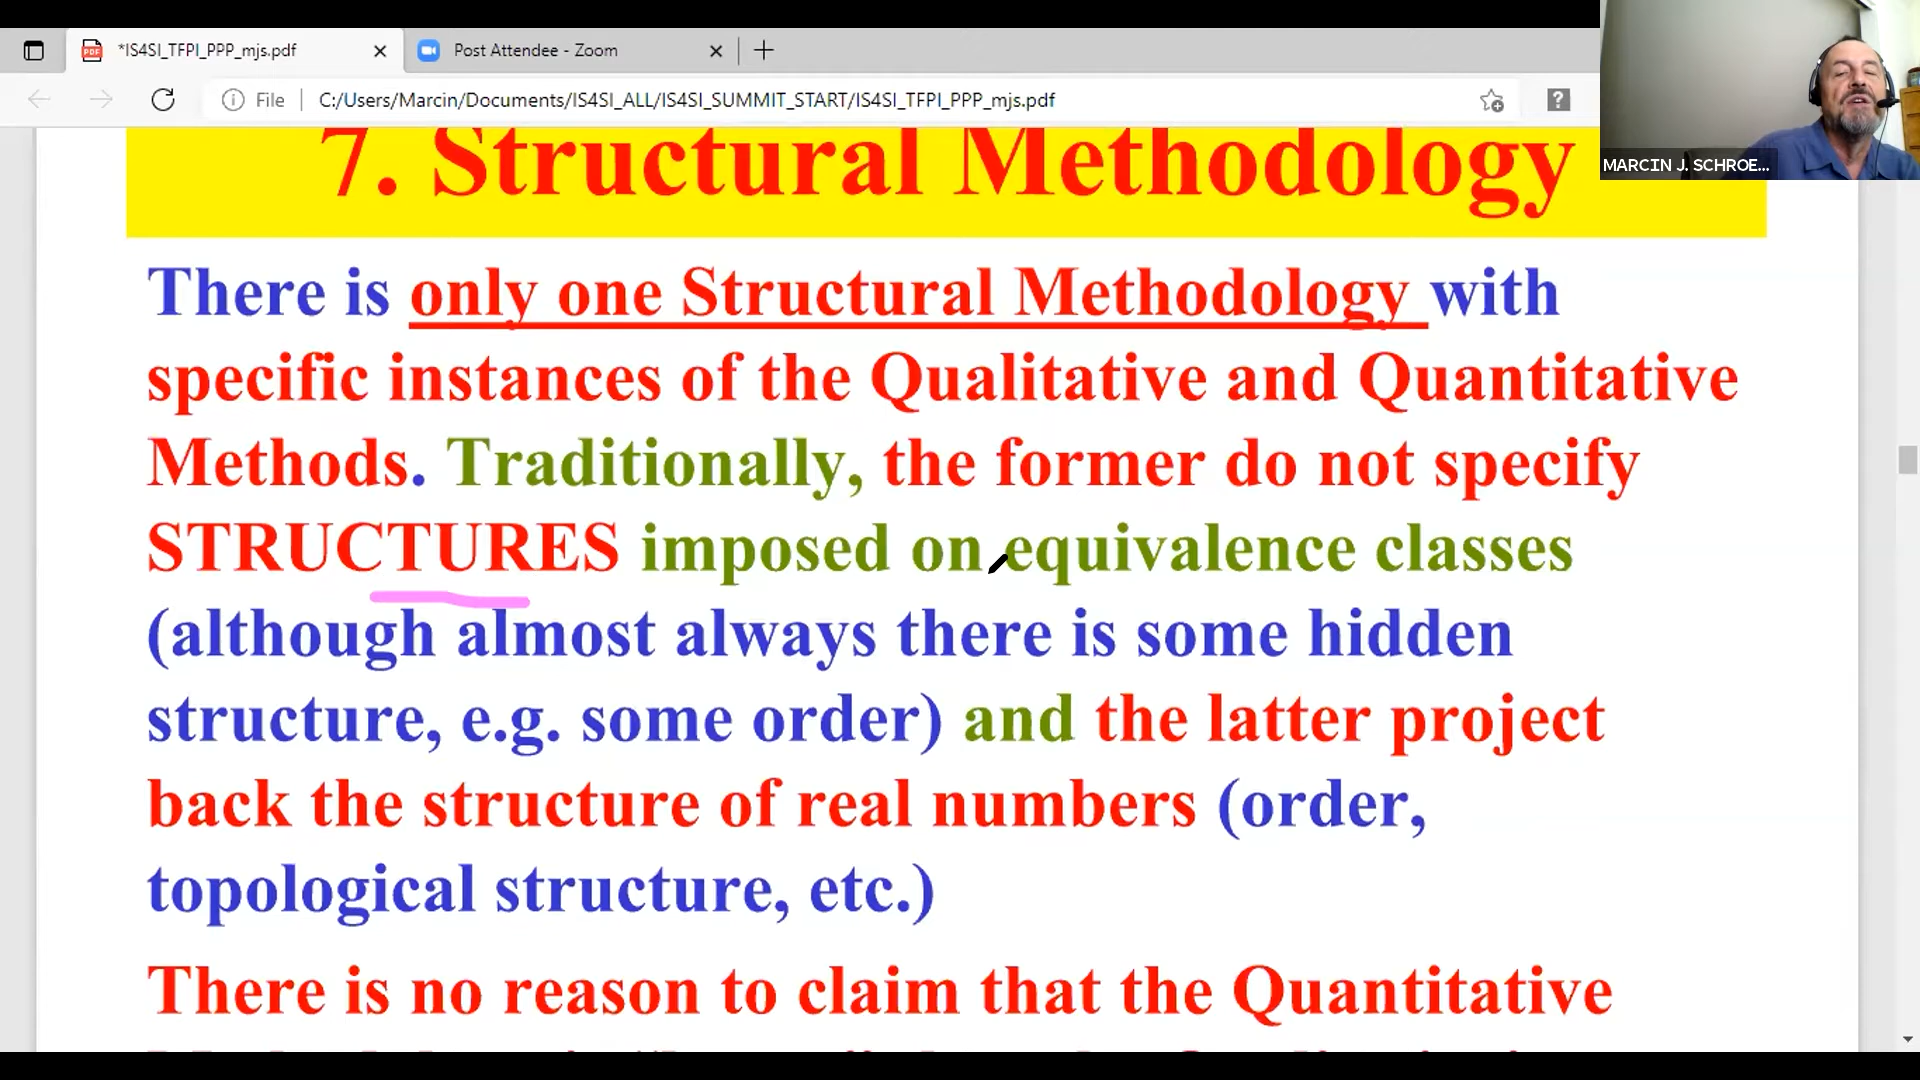 *IS4SI_TFPI_PPP_mjs.pdf
Post Attendee - Zoom
File
C:/Users/Marcin/Documents/IS4SI_ALL/IS4SI_SUMMIT_START/IS4SI_TFPI_PPP_mjs.pdf
MARCIN J. SCHROE...
7. Structural Methodology
There is only one Structural Methodology with
specific instances of the Qualitative and Quantitative
Methods. Traditionally, the former do not specify
STRUCTURES imposed on equivalence classes
(although almost always there is some hidden
structure, e.g. some order) and the latter project
back the structure of real numbers (order,
topological structure, etc.)
There is no reason to claim that the Quantitative